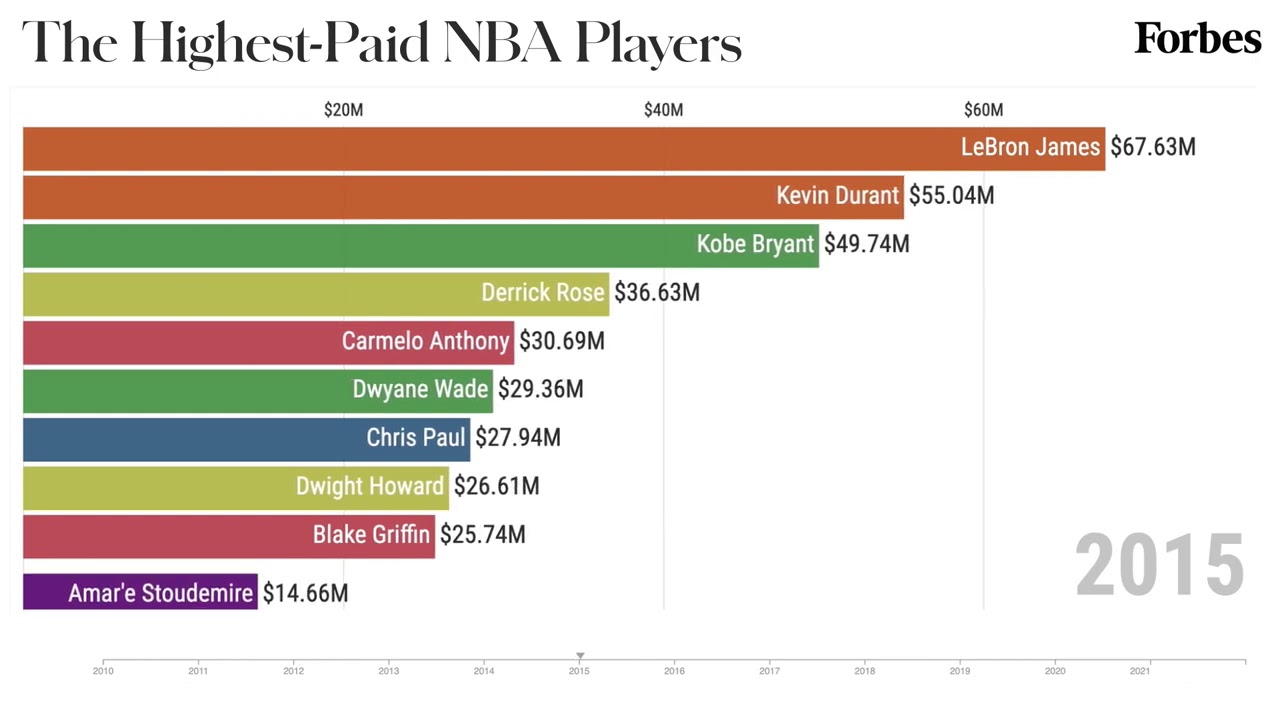 The Highest-Paid NBA Players
Forbes
$20M $40M $60M
LeBron James $67.63M
Kevin Durant $55.04M
Kobe Bryant $49.74M
Derrick Rose $36.63M
Carmelo Anthony $30.69M
Dwyane Wade $29.36M
Chris Paul $27.94M
Dwight Howard $26.61M
Blake Griffin $25.74M
Amar'e Stoudemire $14.66M
2015
2010 2011 2012 2013 2014 2015 2016 2017 2018 2019 2020 2021